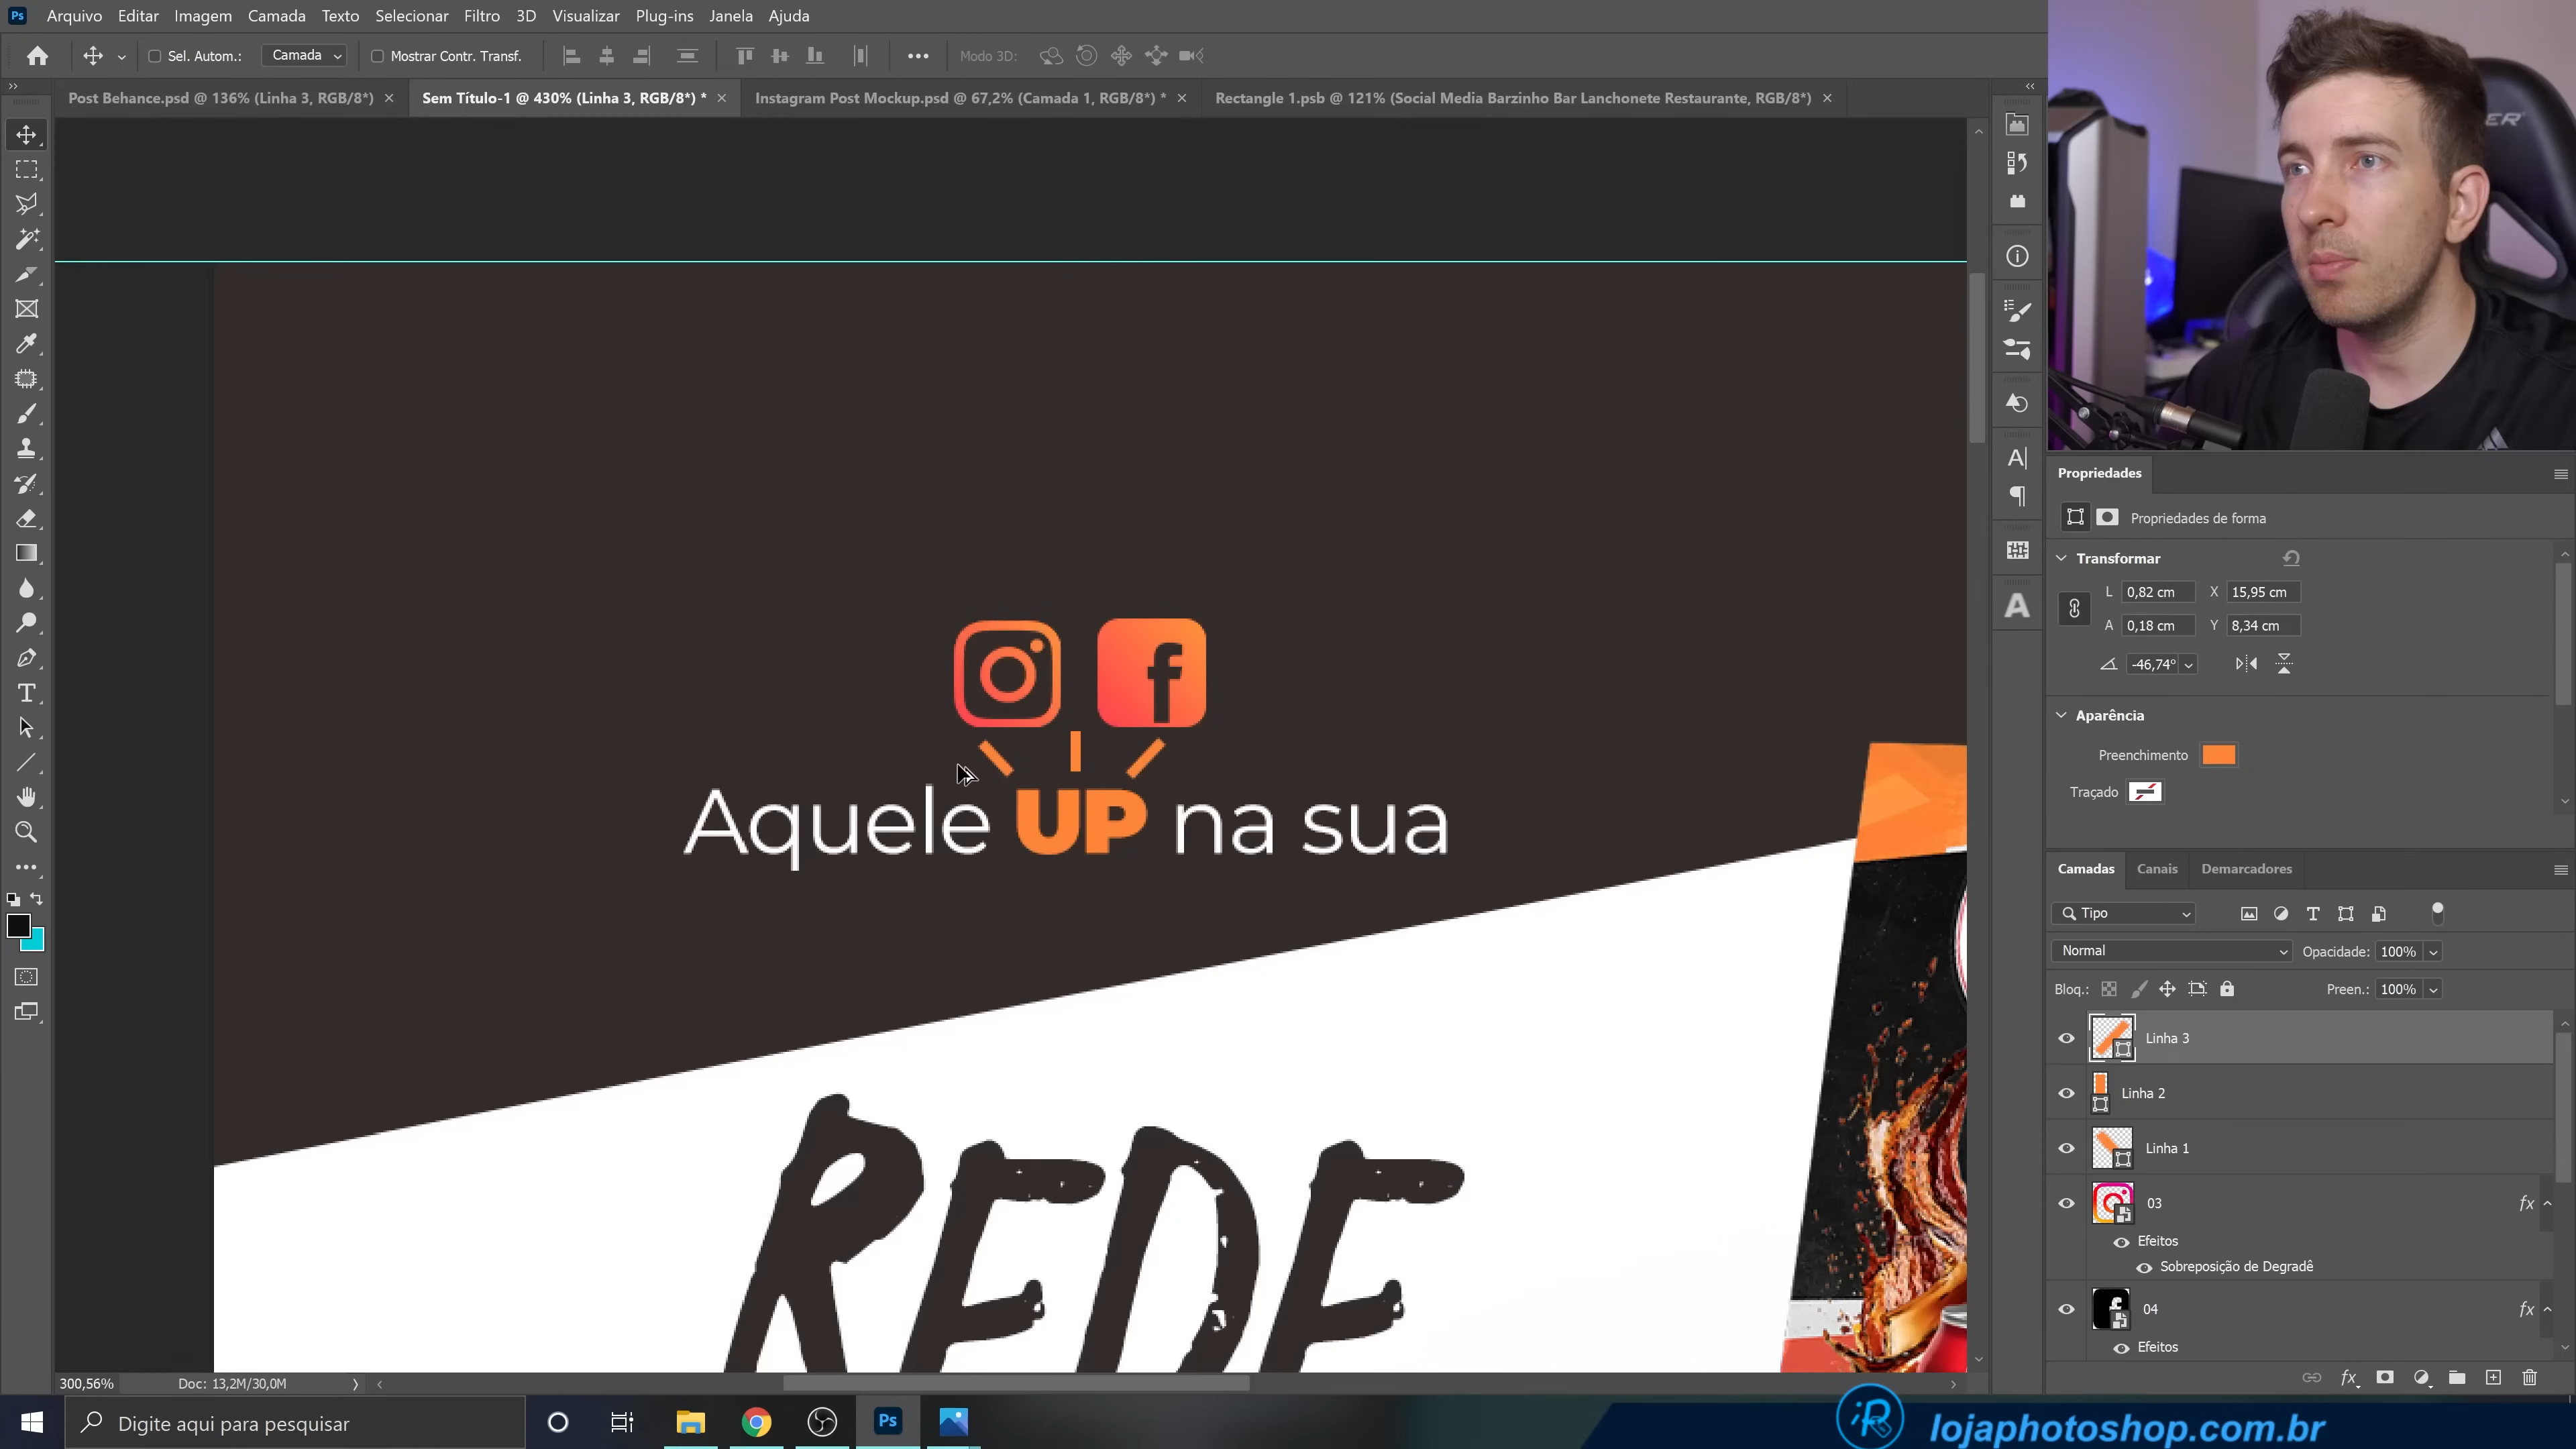 Ps Arquivo Editar Imagem Camada Texto Selecionar Filtro 3D Visualizar Plug-ins Janela Ajuda
Sel. Autom.: Camada Mostrar Contr. Transf. Modo 3D:
Post Behance.psd @ 136% (Linha 3, RGB/8*) × Sem Título-1 @ 430% (Linha 3, RGB/8*) * × Instagram Post Mockup.psd @ 67,2% (Camada 1, RGB/8*) * × Rectangle 1.psb @ 121% (Social Media Barzinho Bar Lanchonete Restaurante, RGB/8*) ×
Aquele UP na sua
REDE
Propriedades
Propriedades de forma
Transformar
L 0,82 cm X 15,95 cm
A 0,18 cm Y 8,34 cm
-46,74°
Aparência
Preenchimento
Traçado
Camadas Canais Demarcadores
Tipo
Normal Opacidade: 100%
Bloq.: Preen.: 100%
Linha 3
Linha 2
Linha 1
03 fx
Efeitos
Sobreposição de Degradê
04 fx
Efeitos
300,56% Doc: 13,2M/30,0M
fx
Digite aqui para pesquisar
Ps
lojaphotoshop.com.br